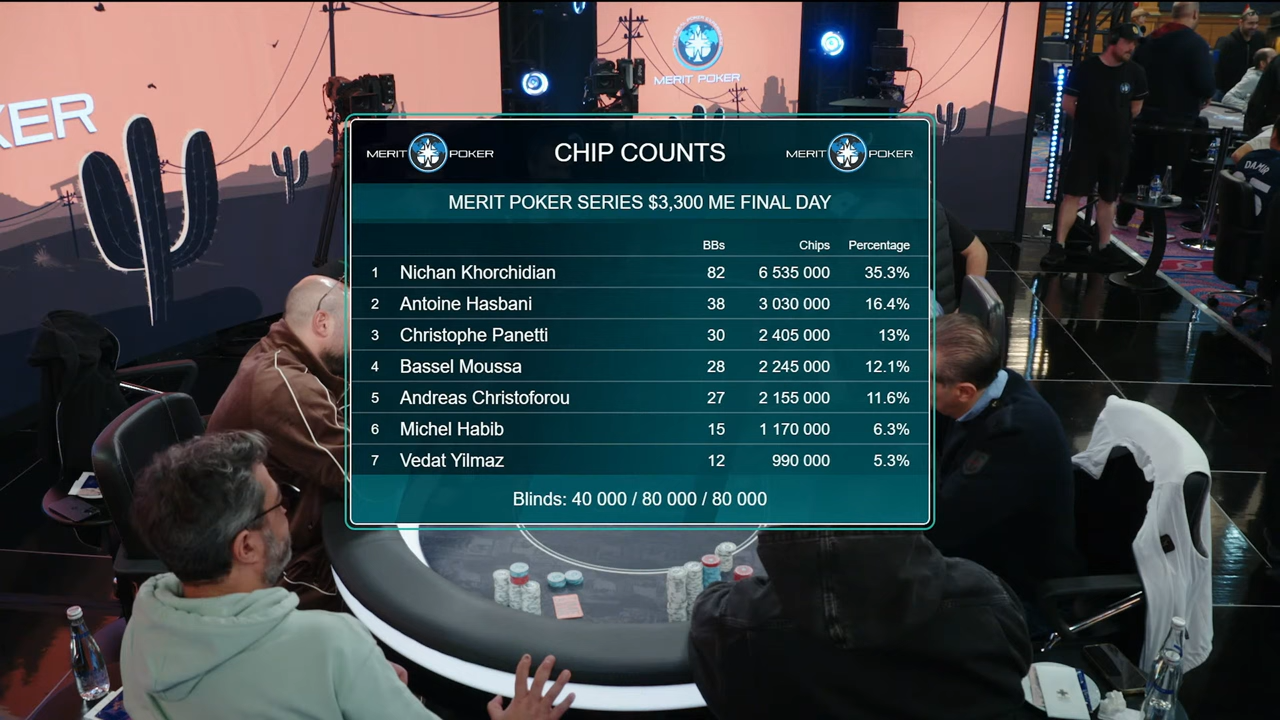 KER
MERIT POKER
MERIT POKER
CHIP COUNTS
MERIT POKER
MERIT POKER SERIES $3,300 ME FINAL DAY
BBs Chips Percentage
1 Nichan Khorchidian 82 6 535 000 35.3%
2 Antoine Hasbani 38 3 030 000 16.4%
3 Christophe Panetti 30 2 405 000 13%
4 Bassel Moussa 28 2 245 000 12.1%
5 Andreas Christoforou 27 2 155 000 11.6%
6 Michel Habib 15 1 170 000 6.3%
7 Vedat Yilmaz 12 990 000 5.3%
Blinds: 40 000 / 80 000 / 80 000